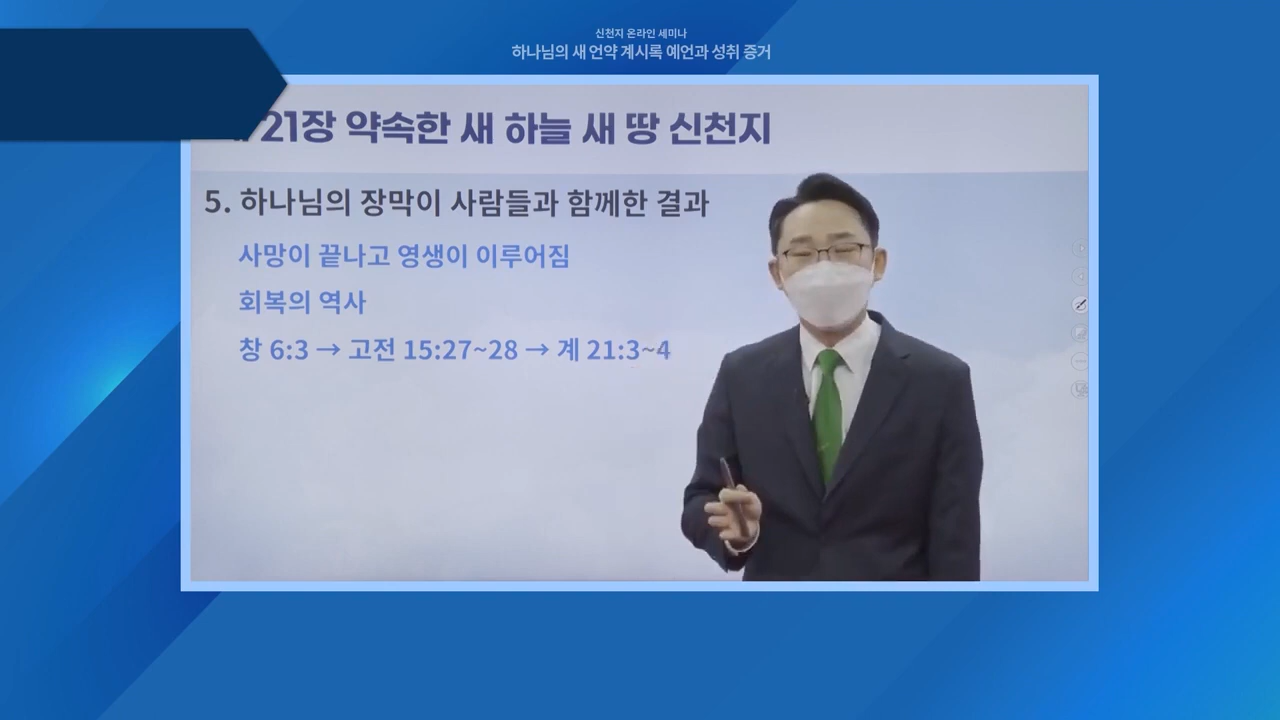 신천지 온라인 세미나
하나님의 새 언약 계시록 예언과 성취 증거
21장 약속한 새 하늘 새 땅 신천지
5. 하나님의 장막이 사람들과 함께한 결과
사망이 끝나고 영생이 이루어짐
회복의 역사
창 6:3 → 고전 15:27~28 → 계 21:3~4